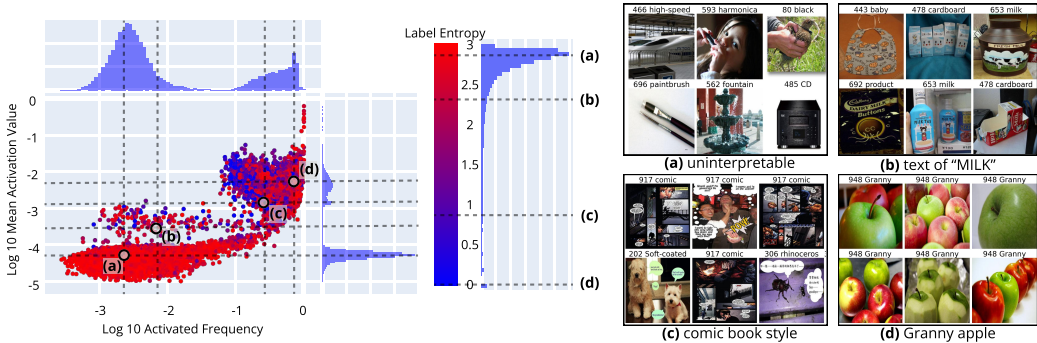 Label Entropy
0
-1
-2
-3
-4
-5
Log 10 Mean Activation Value
-3
-2
-1
0
Log 10 Activated Frequency
(a)
(b)
(c)
(d)
3
2.5
2
1.5
1
0.5
0
(a)
(b)
(c)
(d)
466 high-speed 593 harmonica 80 black
696 paintbrush 562 fountain 485 CD
(a) uninterpretable
443 baby 478 cardboard 653 milk
692 product 653 milk 478 cardboard
(b) text of “MILK”
917 comic 917 comic 917 comic
202 Soft-coated 917 comic 306 rhinoceros
(c) comic book style
948 Granny 948 Granny 948 Granny
948 Granny 948 Granny 948 Granny
(d) Granny apple